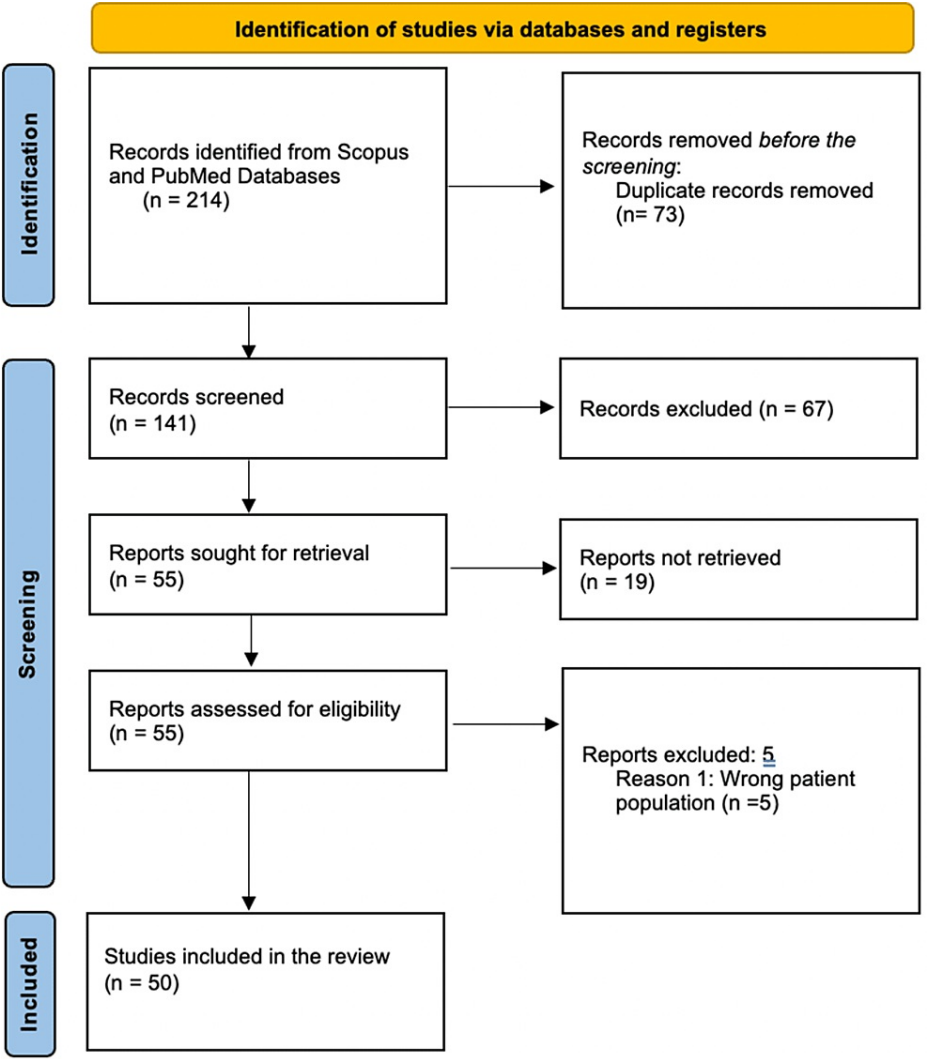 Identification of studies via databases and registers
Identification
Records identified from Scopus
and PubMed Databases
(n = 214)
Records removed before the
screening:
Duplicate records removed
(n= 73)
Screening
Records screened
(n = 141)
Records excluded (n = 67)
Reports sought for retrieval
(n = 55)
Reports not retrieved
(n = 19)
Reports assessed for eligibility
(n = 55)
Reports excluded: 5
Reason 1: Wrong patient
population (n =5)
Included
Studies included in the review
(n = 50)